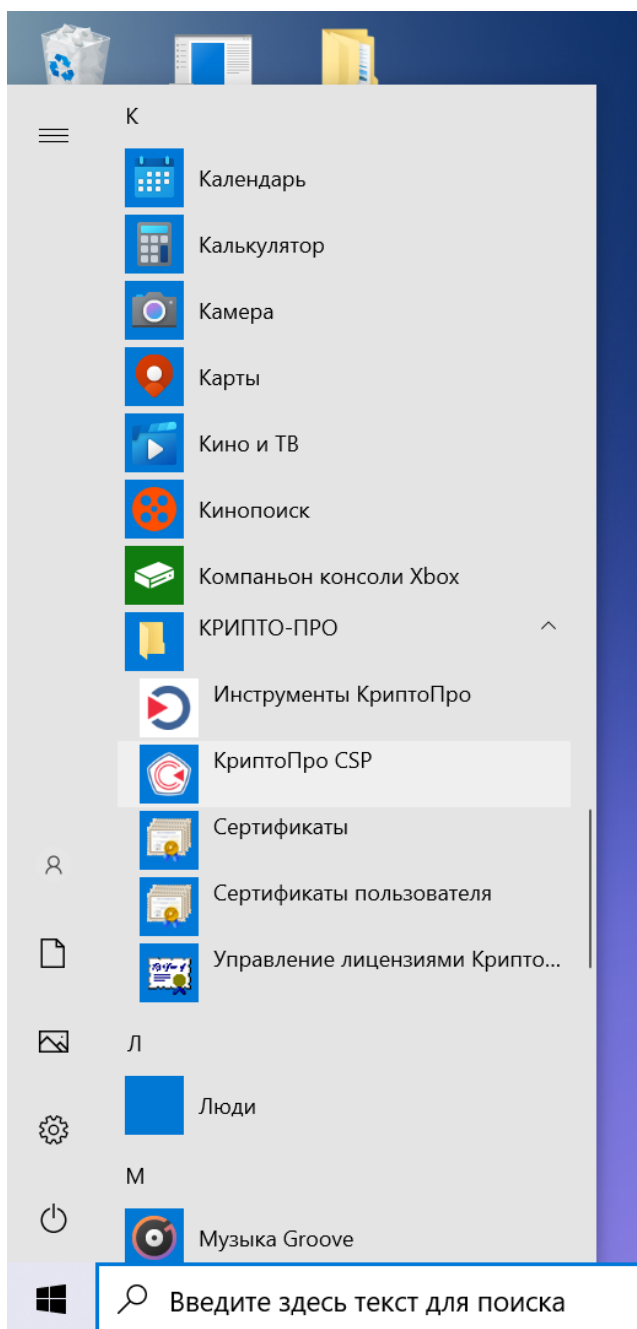 К
Календарь
Калькулятор
Камера
Карты
Кино и ТВ
Кинопоиск
Компаньон консоли Xbox
КРИПТО-ПРО
Инструменты КриптоПро
КриптоПро CSP
Сертификаты
Сертификаты пользователя
Управление лицензиями Крипто...
Л
Люди
М
Музыка Groove
Введите здесь текст для поиска